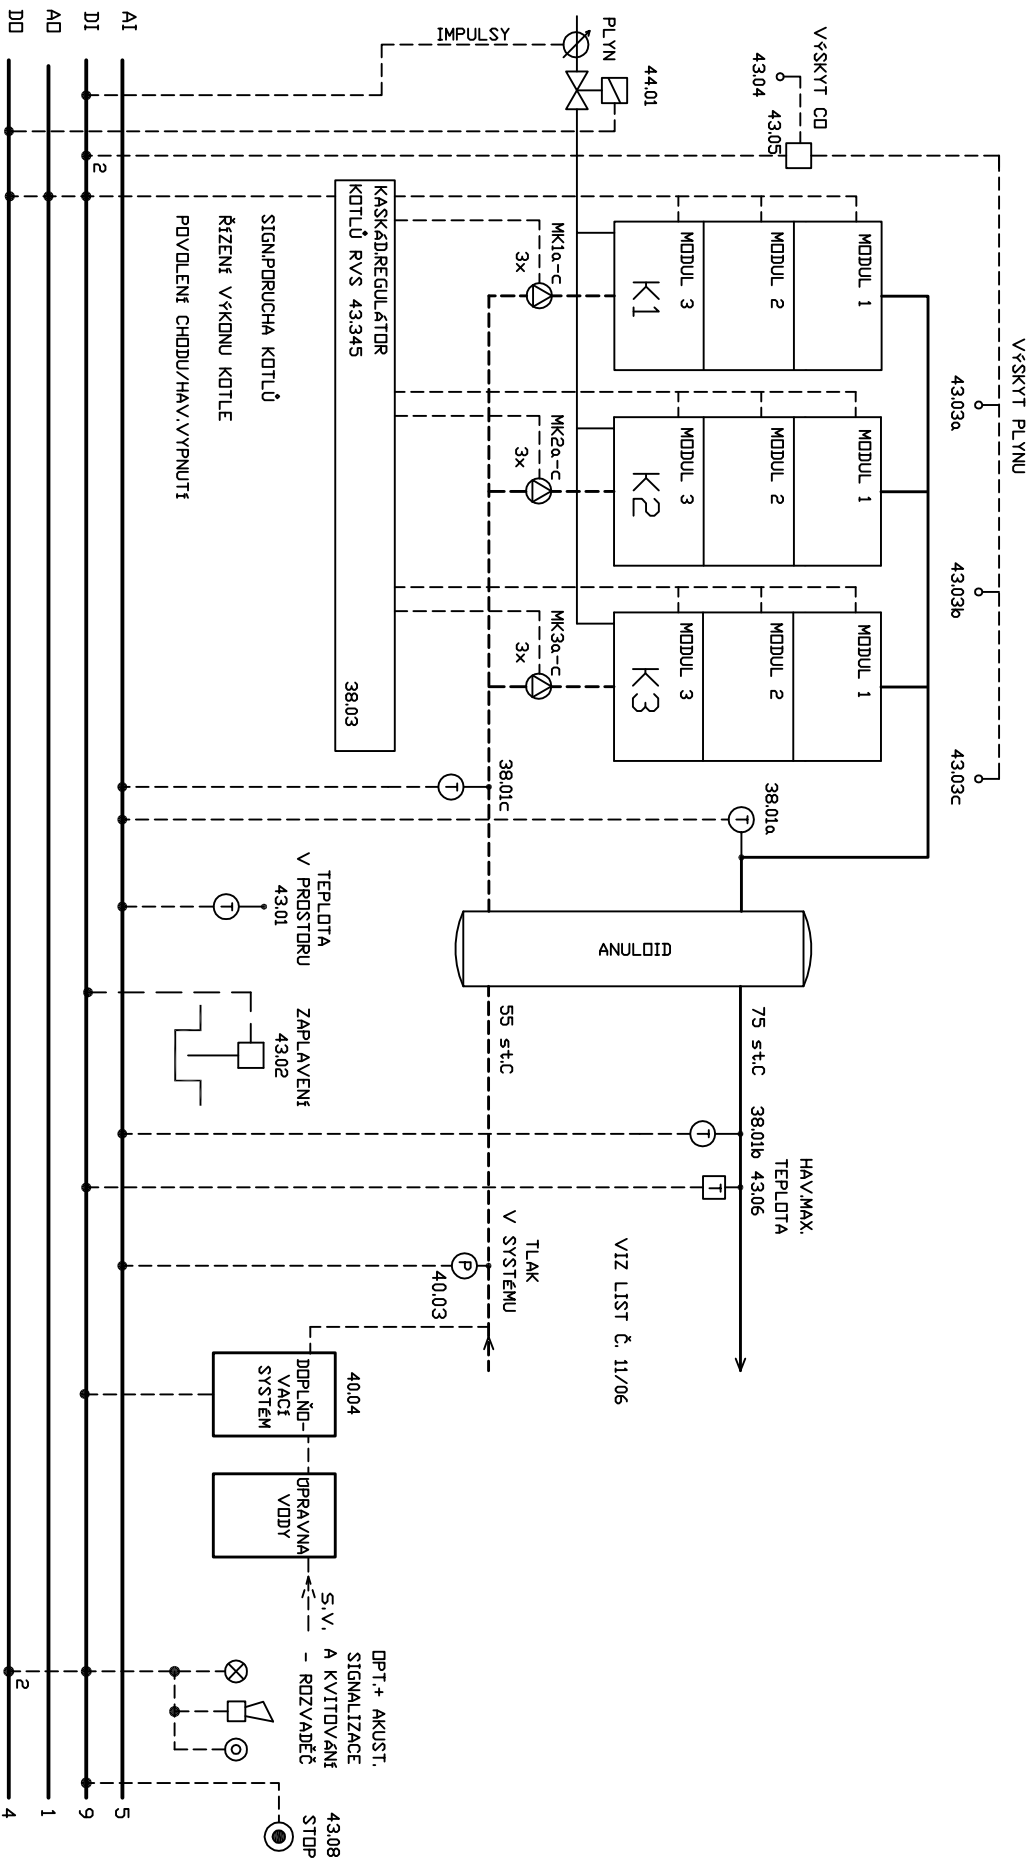 VÝSKYT PLYNU
VÝSKYT CO
43.04
43.05
43.03a
43.03b
43.03c
PLYN
44.01
IMPULSY
MODUL 1
MODUL 2
MODUL 3
K1
MODUL 1
MODUL 2
MODUL 3
K2
MODUL 1
MODUL 2
MODUL 3
K3
MK1a-c
3x
MK2a-c
3x
MK3a-c
3x
38.01a
38.01c
KASKÁD.REGULÁTOR
KOTLŮ RVS 43.345
38.03
SIGN.PORUCHA KOTLŮ
ŘÍZENÍ VÝKONU KOTLE
POVOLENÍ CHODU/HAV.VYPNUTÍ
ANULOID
75 st.C
55 st.C
HAV.MAX.
TEPLOTA
38.01b 43.06
VIZ LIST Č. 11/06
TLAK
V SYSTÉMU
40.03
TEPLOTA
V PROSTORU
43.01
ZAPLAVENÍ
43.02
40.04
DOPLŇO-
VACÍ
SYSTÉM
ÚPRAVNA
VODY
S.V.
OPT.+ AKUST.
SIGNALIZACE
A KVITOVÁNÍ
- ROZVADĚČ
43.08
STOP
T
T
T
T
T
P
2
2
AI 5
DI 9
AO 1
DO 4